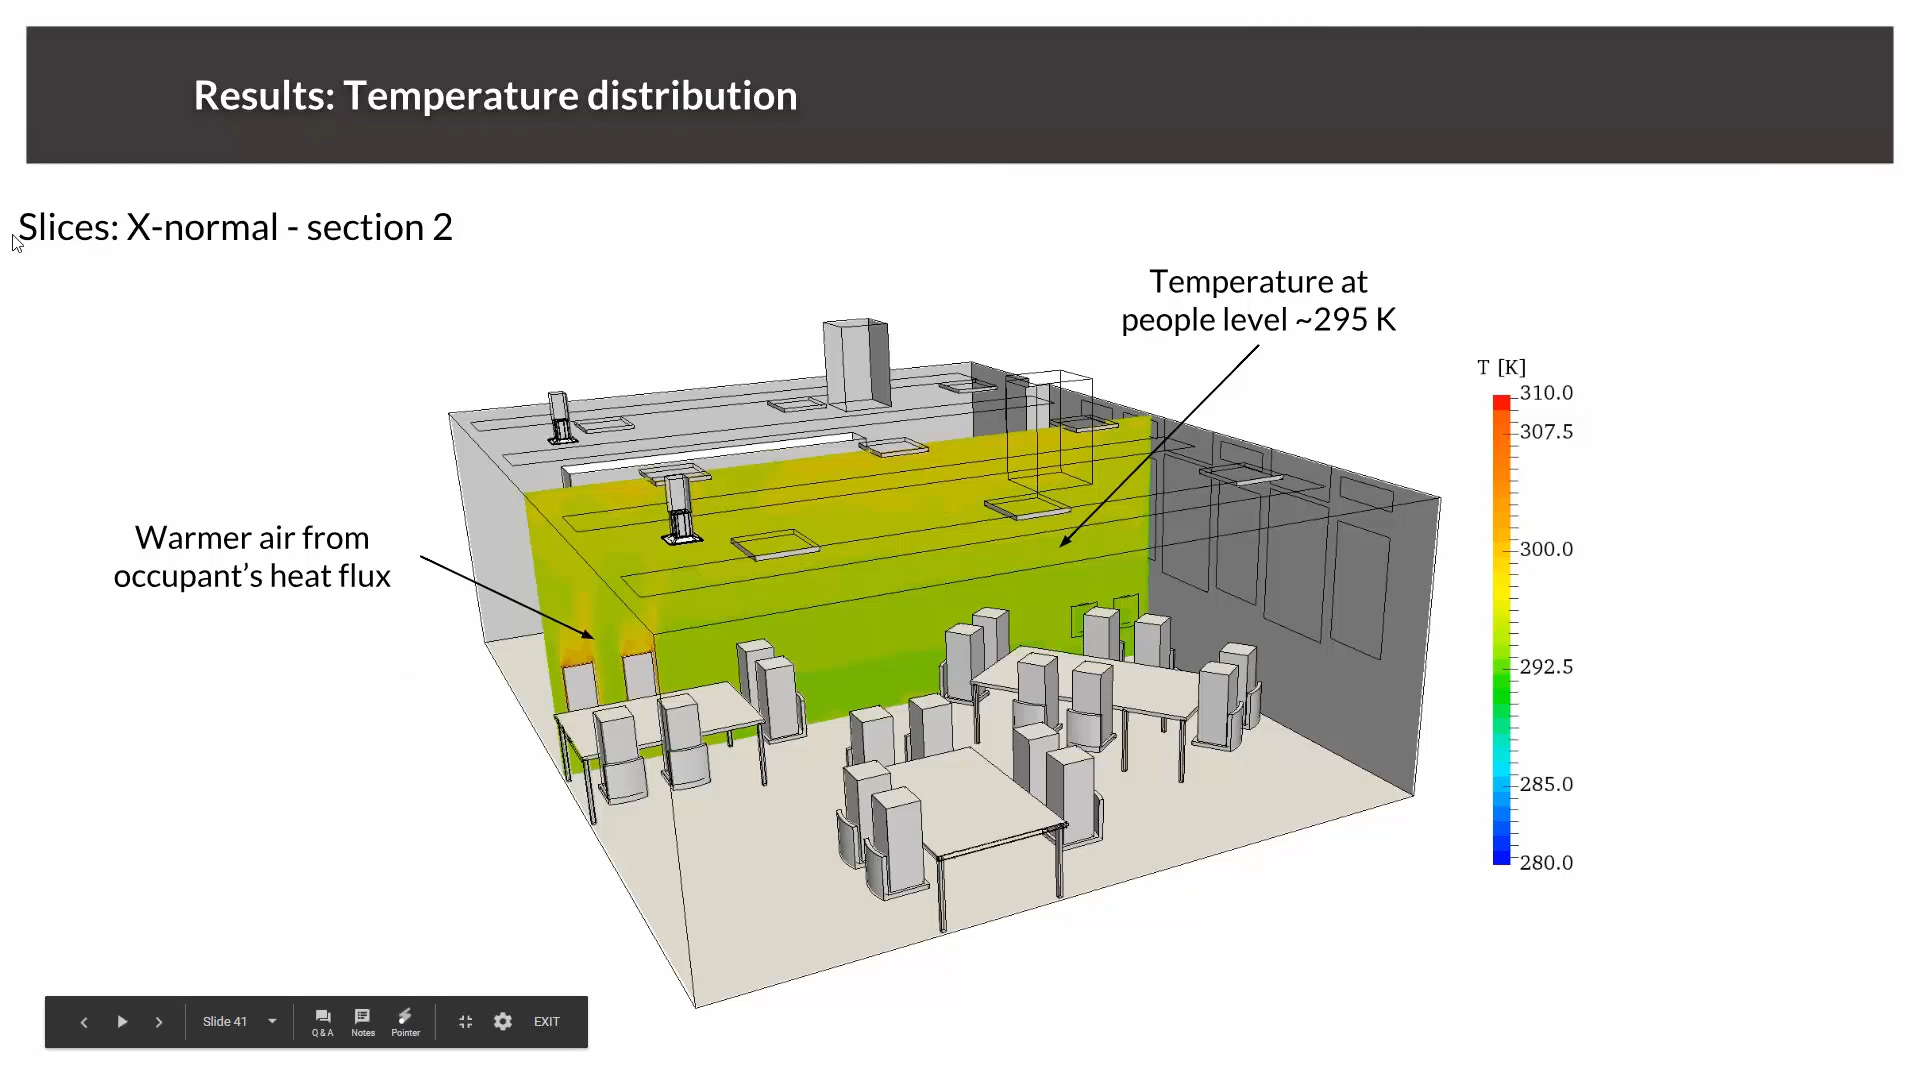 Results: Temperature distribution
Slices: X-normal - section 2
Temperature at
people level ~295 K
Warmer air from
occupant’s heat flux
T [K]
310.0
307.5
300.0
292.5
285.0
280.0
Slide 41
Q & A
Notes
Pointer
EXIT